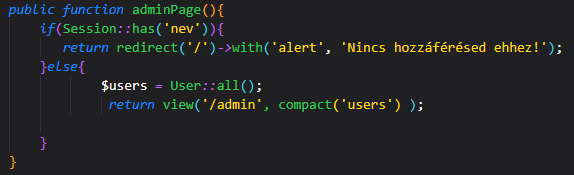 public function adminPage(){
if(Session::has('nev')){
return redirect('/')->with('alert', 'Nincs hozzáférésed ehhez!');
}else{
$users = User::all();
return view('/admin', compact('users') );
}
}